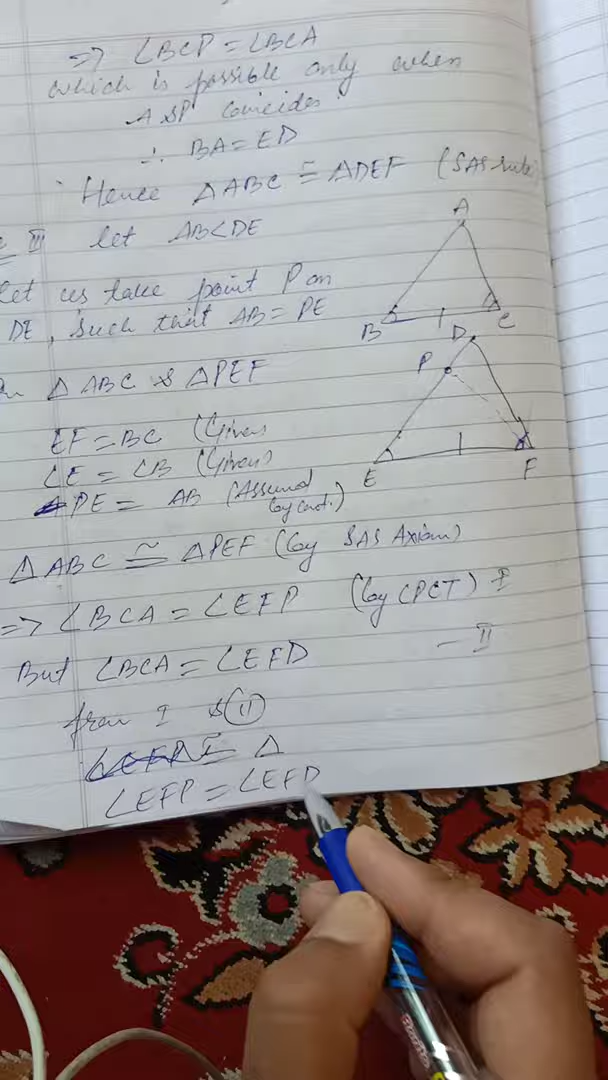 => ∠BCP = ∠BCA
which is possible only when
A & P coincides
∴ BA = ED
Hence △ABC ≅ △DEF (SAS rule)
III let AB<DE
Let us take point P on
DE, such that AB = PE
In △ABC & △PEF
EF = BC (Given)
∠E = ∠B (Given)
PE = AB (Assumed
by const.)
△ABC ≅ △PEF (by SAS Axiom)
=> ∠BCA = ∠EFP (by CPCT) I
But ∠BCA = ∠EFD — II
from I & (II)
= △
∠EFP = ∠EFD
A
B
C
D
P
E
F